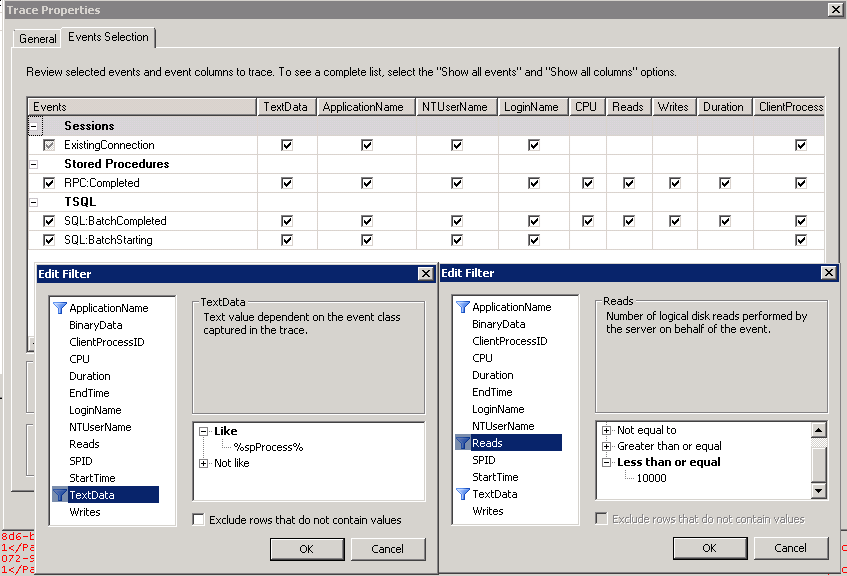 Trace Properties
General Events Selection
Review selected events and event columns to trace. To see a complete list, select the "Show all events" and "Show all columns" options.
Events TextData ApplicationName NTUserName LoginName CPU Reads Writes Duration ClientProcess
Sessions
ExistingConnection
Stored Procedures
RPC:Completed
TSQL
SQL:BatchCompleted
SQL:BatchStarting
Edit Filter
ApplicationName
BinaryData
ClientProcessID
CPU
Duration
EndTime
LoginName
NTUserName
Reads
SPID
StartTime
TextData
Writes
TextData
Text value dependent on the event class
captured in the trace.
Like
%spProcess%
Not like
Exclude rows that do not contain values
OK Cancel
Edit Filter
ApplicationName
BinaryData
ClientProcessID
CPU
Duration
EndTime
LoginName
NTUserName
Reads
SPID
StartTime
TextData
Writes
Reads
Number of logical disk reads performed by
the server on behalf of the event.
Not equal to
Greater than or equal
Less than or equal
10000
Exclude rows that do not contain values
OK Cancel
8d6-b
1</Pa
072-9
1</Pa